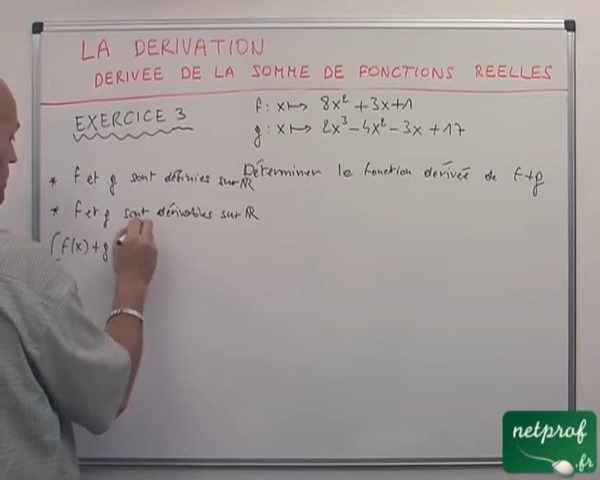 LA DERIVATION
DERIVEE DE LA SOMME DE FONCTIONS REELLES
EXERCICE 3
f: x ↦ 8x² + 3x + 1
g: x ↦ 2x³ - 4x² - 3x + 17
Déterminer la fonction dérivée de f+g
* f et g sont définies sur ℝ
* f et g sont dérivables sur ℝ
(f(x) + g
netprof
.fr